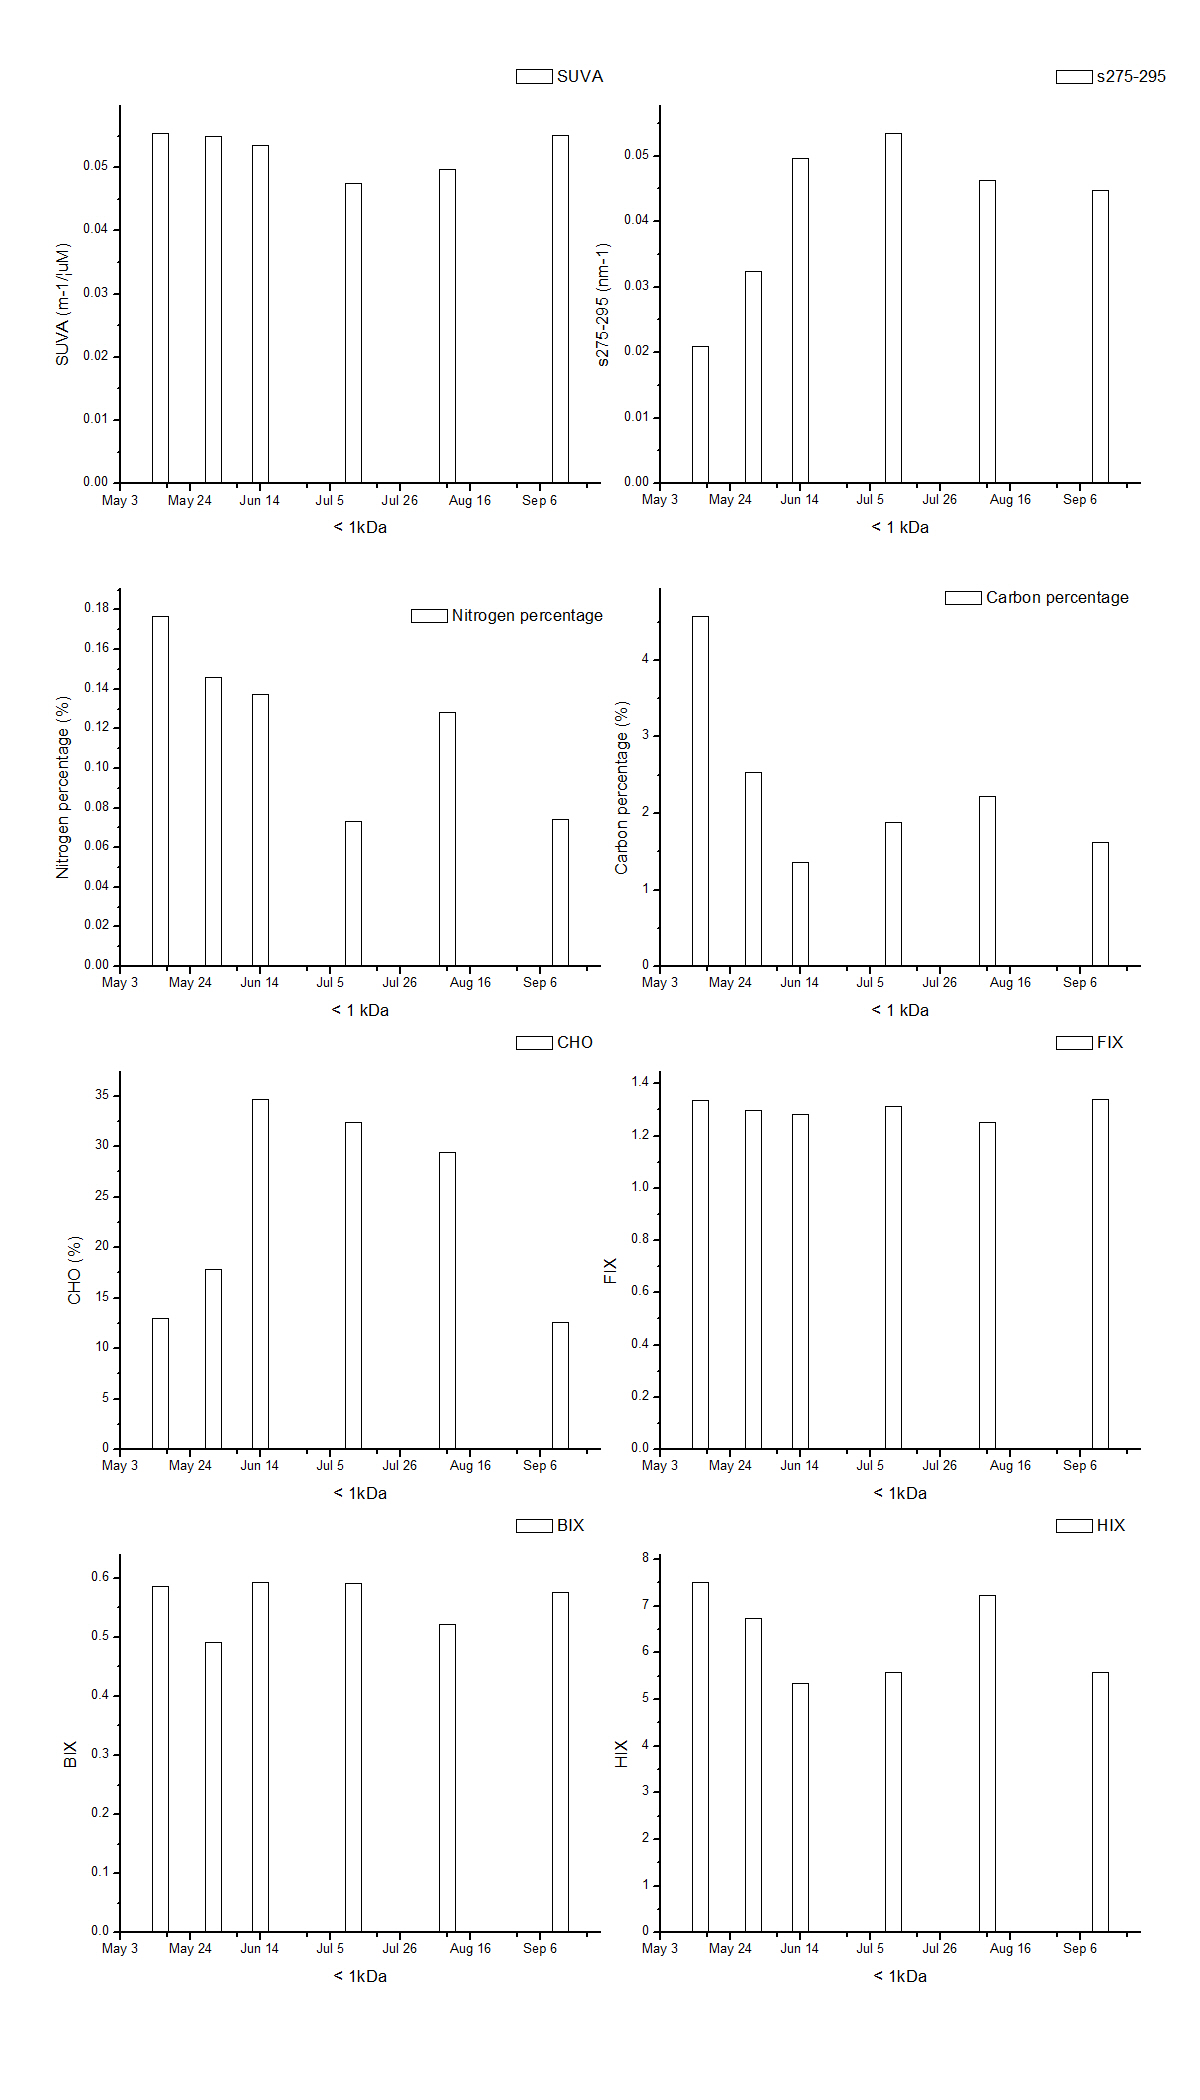 SUVA
s275-295
SUVA (m-1/¦uM)
0.05
0.04
0.03
0.02
0.01
0.00
May 3 May 24 Jun 14 Jul 5 Jul 26 Aug 16 Sep 6
< 1kDa
s275-295 (nm-1)
0.05
0.04
0.03
0.02
0.01
0.00
May 3 May 24 Jun 14 Jul 5 Jul 26 Aug 16 Sep 6
< 1 kDa
Nitrogen percentage
Nitrogen percentage (%)
0.18
0.16
0.14
0.12
0.10
0.08
0.06
0.04
0.02
0.00
May 3 May 24 Jun 14 Jul 5 Jul 26 Aug 16 Sep 6
< 1 kDa
Carbon percentage
Carbon percentage (%)
4
3
2
1
0
May 3 May 24 Jun 14 Jul 5 Jul 26 Aug 16 Sep 6
< 1 kDa
CHO
CHO (%)
35
30
25
20
15
10
5
0
May 3 May 24 Jun 14 Jul 5 Jul 26 Aug 16 Sep 6
< 1kDa
FIX
FIX
1.4
1.2
1.0
0.8
0.6
0.4
0.2
0.0
May 3 May 24 Jun 14 Jul 5 Jul 26 Aug 16 Sep 6
< 1kDa
BIX
BIX
0.6
0.5
0.4
0.3
0.2
0.1
0.0
May 3 May 24 Jun 14 Jul 5 Jul 26 Aug 16 Sep 6
< 1kDa
HIX
HIX
8
7
6
5
4
3
2
1
0
May 3 May 24 Jun 14 Jul 5 Jul 26 Aug 16 Sep 6
< 1kDa